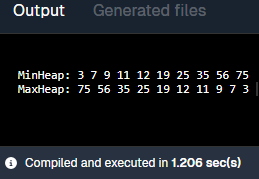 Output Generated files
MinHeap: 3 7 9 11 12 19 25 35 56 75
MaxHeap: 75 56 35 25 19 12 11 9 7 3
Compiled and executed in 1.206 sec(s)